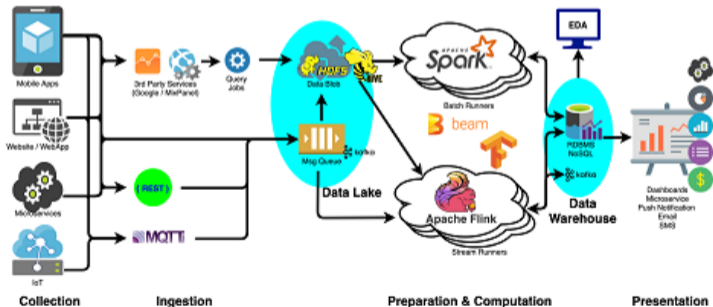 Mobile Apps
Website / WebApp
Microservices
IoT
Collection
3rd Party Services
(Google / MixPanel)
Query
Jobs
{ REST }
MQTT
Ingestion
HDFS
HIVE
Data Blob
Msg Queue
kafka
Data Lake
APACHE
Spark
Batch Runners
beam
Apache Flink
Stream Runners
Preparation & Computation
EDA
RDBMS
NoSQL
kafka
Data
Warehouse
Dashboards
Microservice
Push Notification
Email
SMS
$
Presentation